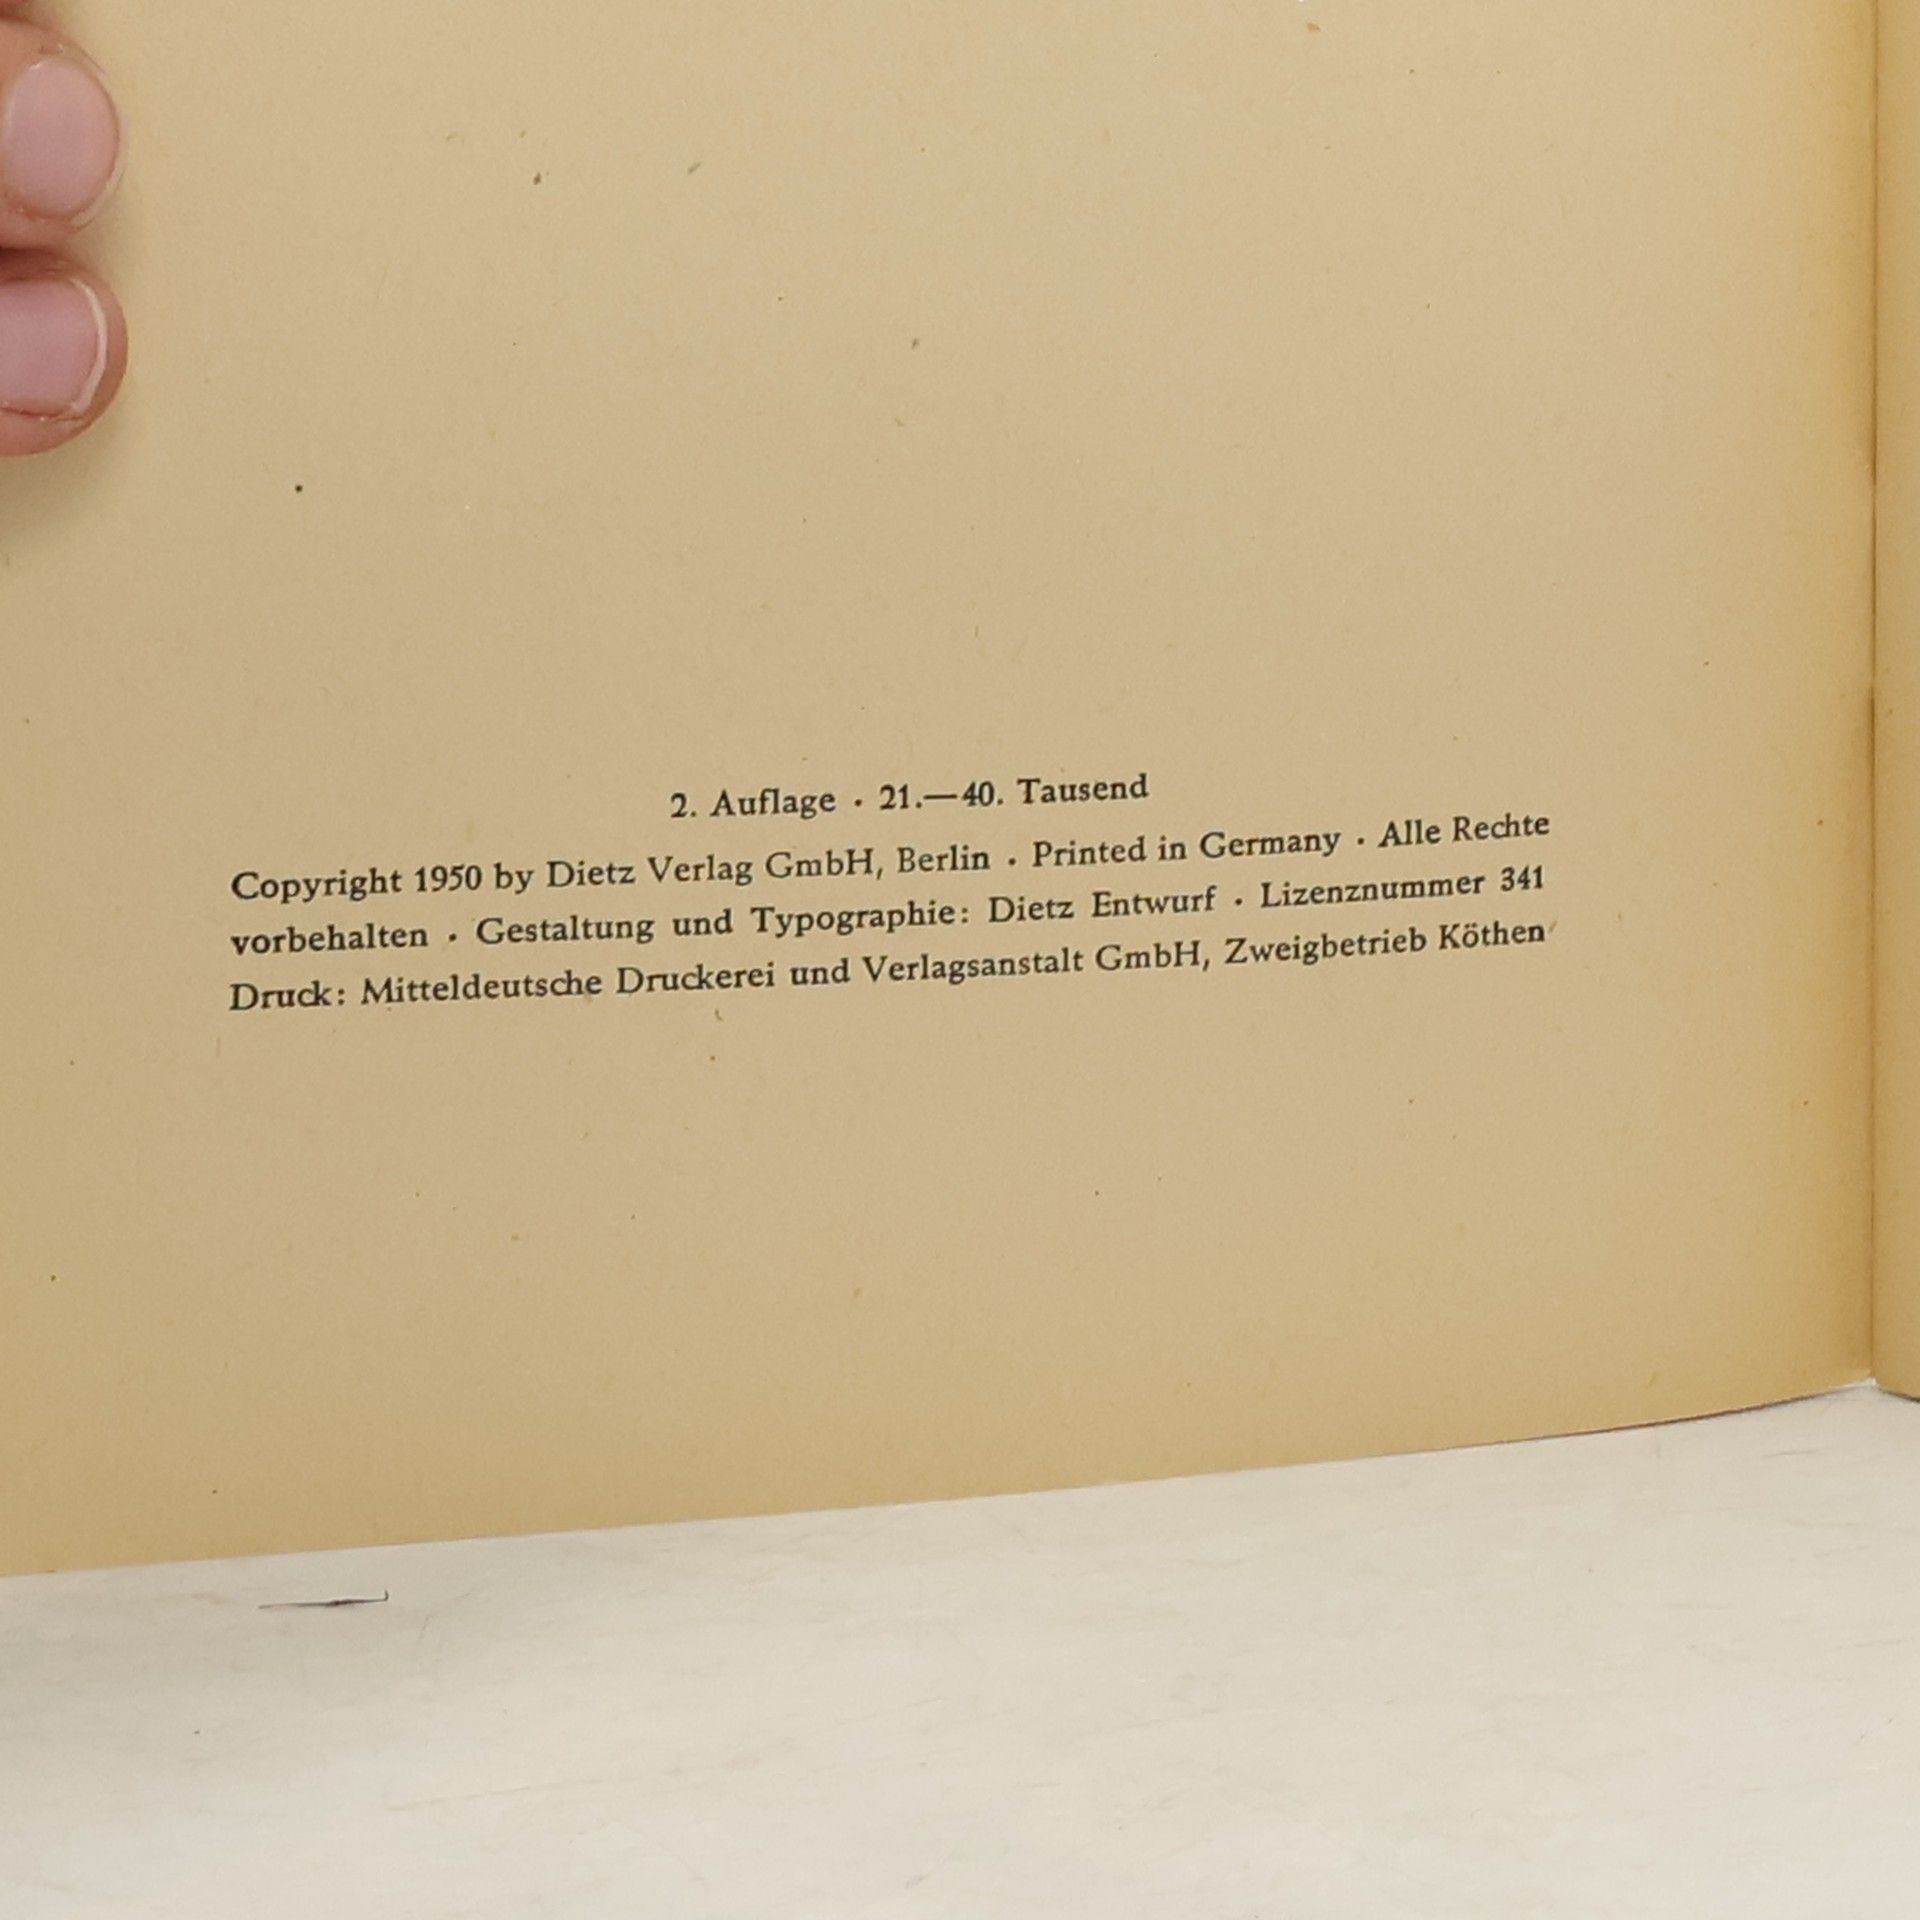 2. Auflage · 21.—40. Tausend
Copyright 1950 by Dietz Verlag GmbH, Berlin · Printed in Germany · Alle Rechte
vorbehalten · Gestaltung und Typographie: Dietz Entwurf · Lizenznummer 341
Druck: Mitteldeutsche Druckerei und Verlagsanstalt GmbH, Zweigbetrieb Köthen